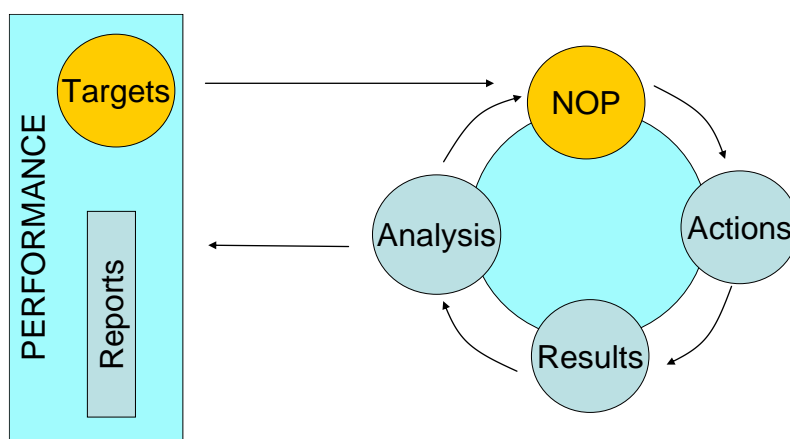 PERFORMANCE
Targets
Reports
NOP
Analysis
Actions
Results